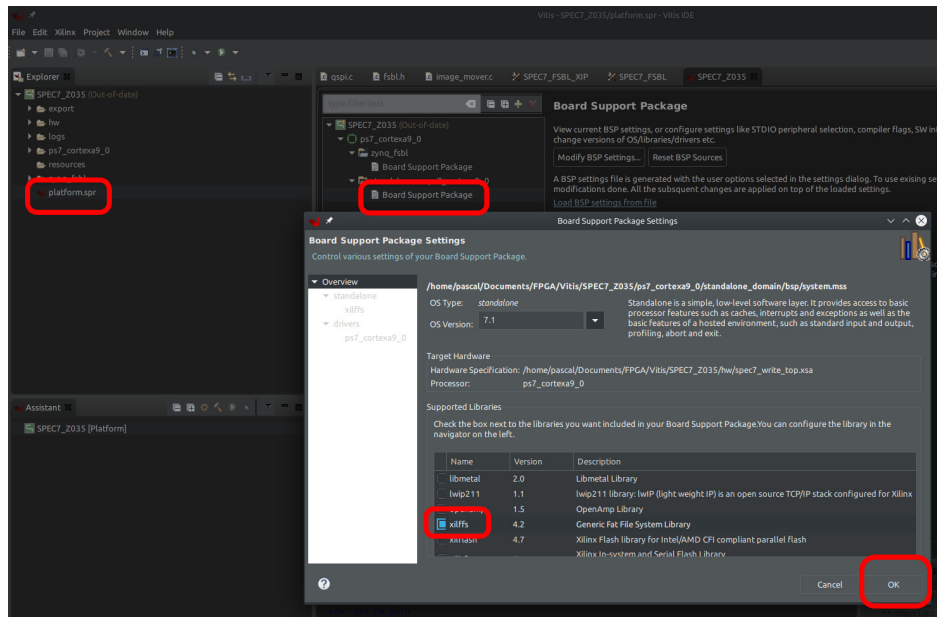 Vitis - SPEC7_Z035/platform.spr - Vitis IDE
File Edit Xilinx Project Window Help
Explorer
qspi.c fsbl.h image_mover.c SPEC7_FSBL_XIP SPEC7_FSBL SPEC7_Z035
SPEC7_Z035 (Out-of-date)
export
hw
logs
ps7_cortexa9_0
resources
platform.spr
type filter text
SPEC7_Z035 (Out-of-date)
ps7_cortexa9_0
zynq_fsbl
Board Support Package
Board Support Package
Board Support Package
View current BSP settings, or configure settings like STDIO peripheral selection, compiler flags, SW in
change versions of OS/libraries/drivers etc.
Modify BSP Settings... Reset BSP Sources
A BSP settings file is generated with the user options selected in the settings dialog. To use exising se
modifications done. All the subsquent changes are applied on top of the loaded settings.
Load BSP settings from file
Board Support Package Settings
Board Support Package Settings
Control various settings of your Board Support Package.
Overview
standalone
xilffs
drivers
ps7_cortexa9_0
/home/pascal/Documents/FPGA/Vitis/SPEC7_Z035/ps7_cortexa9_0/standalone_domain/bsp/system.mss
OS Type: standalone
Standalone is a simple, low-level software layer. It provides access to basic
processor features such as caches, interrupts and exceptions as well as the
basic features of a hosted environment, such as standard input and output,
profiling, abort and exit.
OS Version: 7.1
Target Hardware
Hardware Specification: /home/pascal/Documents/FPGA/Vitis/SPEC7_Z035/hw/spec7_write_top.xsa
Processor: ps7_cortexa9_0
Supported Libraries
Check the box next to the libraries you want included in your Board Support Package.You can configure the library in the
navigator on the left.
Name Version Description
libmetal 2.0 Libmetal Library
lwip211 1.1 lwip211 library: lwIP (light weight IP) is an open source TCP/IP stack configured for Xilinx
openamp 1.5 OpenAmp Library
xilffs 4.2 Generic Fat File System Library
xilflash 4.7 Xilinx Flash library for Intel/AMD CFI compliant parallel flash
Xilinx In-system and Serial Flash Library
Cancel OK
Assistant
SPEC7_Z035 [Platform]